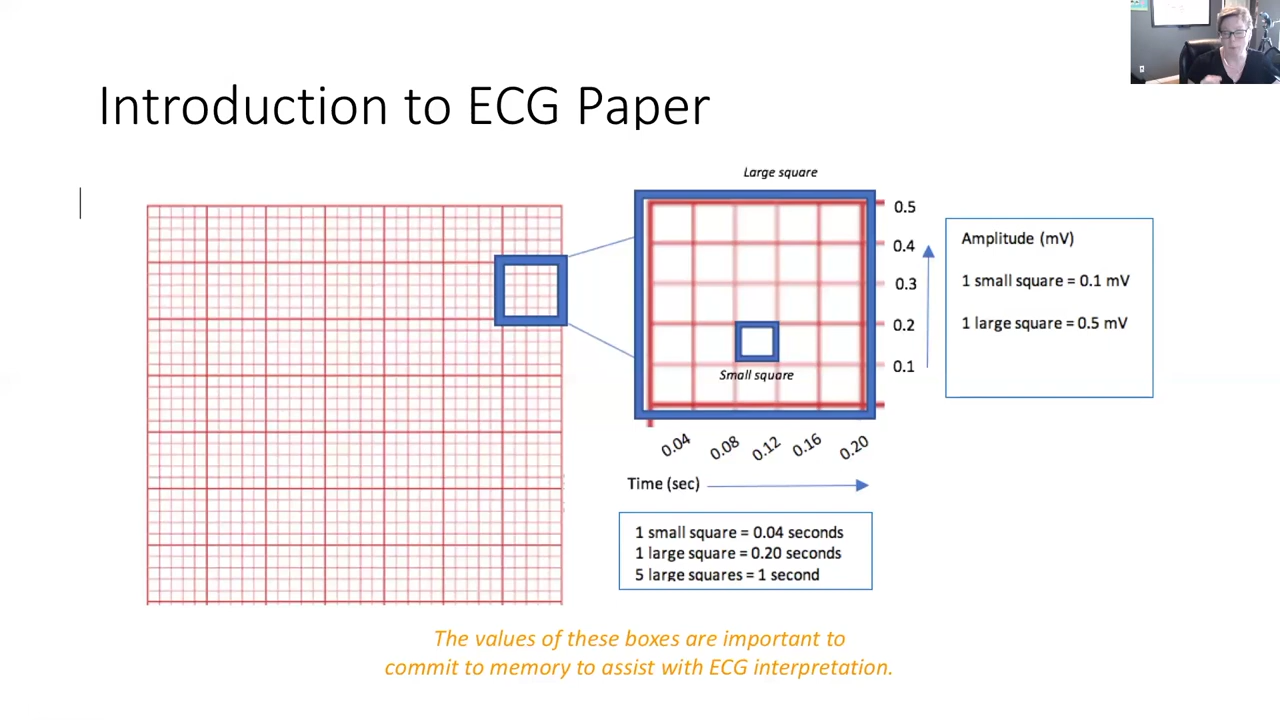 Introduction to ECG Paper
Large square
0.5
0.4
0.3
0.2
0.1
Small square
0.04
0.08
0.12
0.16
0.20
Time (sec)
Amplitude (mV)
1 small square = 0.1 mV
1 large square = 0.5 mV
1 small square = 0.04 seconds
1 large square = 0.20 seconds
5 large squares = 1 second
The values of these boxes are important to
commit to memory to assist with ECG interpretation.